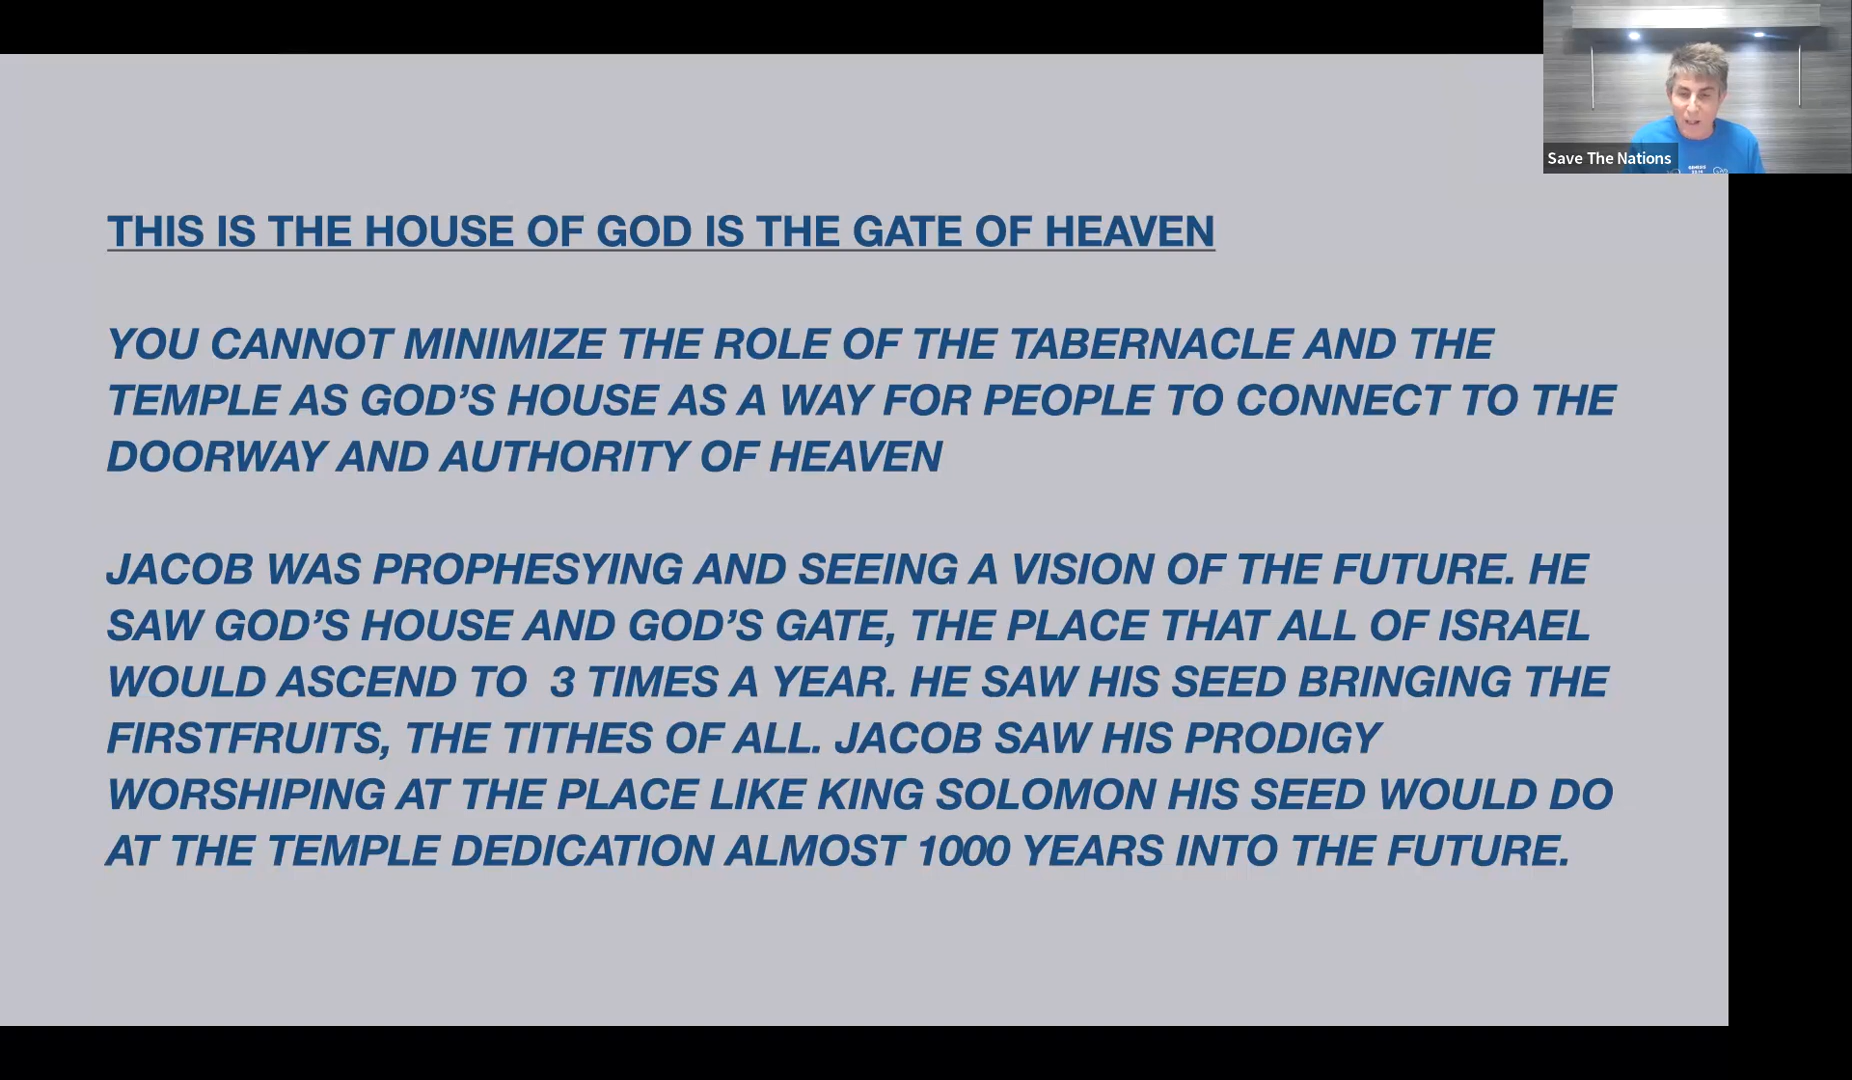 Save The Nations
THIS IS THE HOUSE OF GOD IS THE GATE OF HEAVEN
YOU CANNOT MINIMIZE THE ROLE OF THE TABERNACLE AND THE
TEMPLE AS GOD’S HOUSE AS A WAY FOR PEOPLE TO CONNECT TO THE
DOORWAY AND AUTHORITY OF HEAVEN
JACOB WAS PROPHESYING AND SEEING A VISION OF THE FUTURE. HE
SAW GOD’S HOUSE AND GOD’S GATE, THE PLACE THAT ALL OF ISRAEL
WOULD ASCEND TO  3 TIMES A YEAR. HE SAW HIS SEED BRINGING THE
FIRSTFRUITS, THE TITHES OF ALL. JACOB SAW HIS PRODIGY
WORSHIPING AT THE PLACE LIKE KING SOLOMON HIS SEED WOULD DO
AT THE TEMPLE DEDICATION ALMOST 1000 YEARS INTO THE FUTURE.